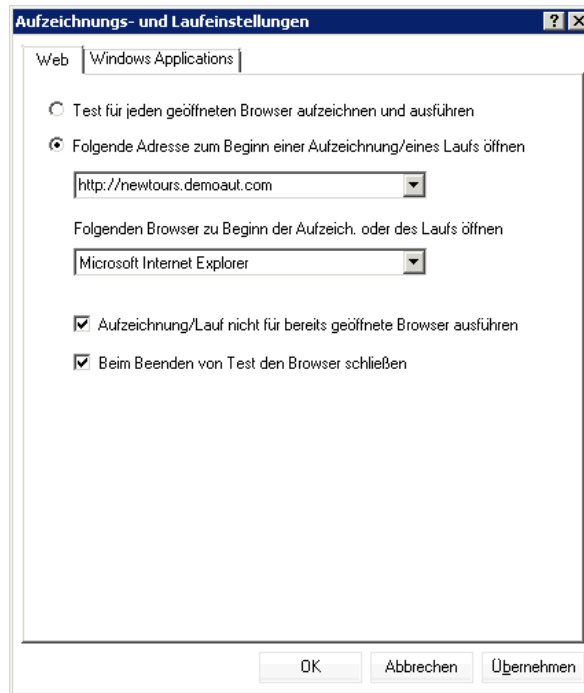 Aufzeichnungs- und Laufeinstellungen
Web
Windows Applications
Test für jeden geöffneten Browser aufzeichnen und ausführen
Folgende Adresse zum Beginn einer Aufzeichnung/eines Laufs öffnen
http://newtours.demoaut.com
Folgenden Browser zu Beginn der Aufzeich. oder des Laufs öffnen
Microsoft Internet Explorer
Aufzeichnung/Lauf nicht für bereits geöffnete Browser ausführen
Beim Beenden von Test den Browser schließen
OK Abbrechen Übernehmen